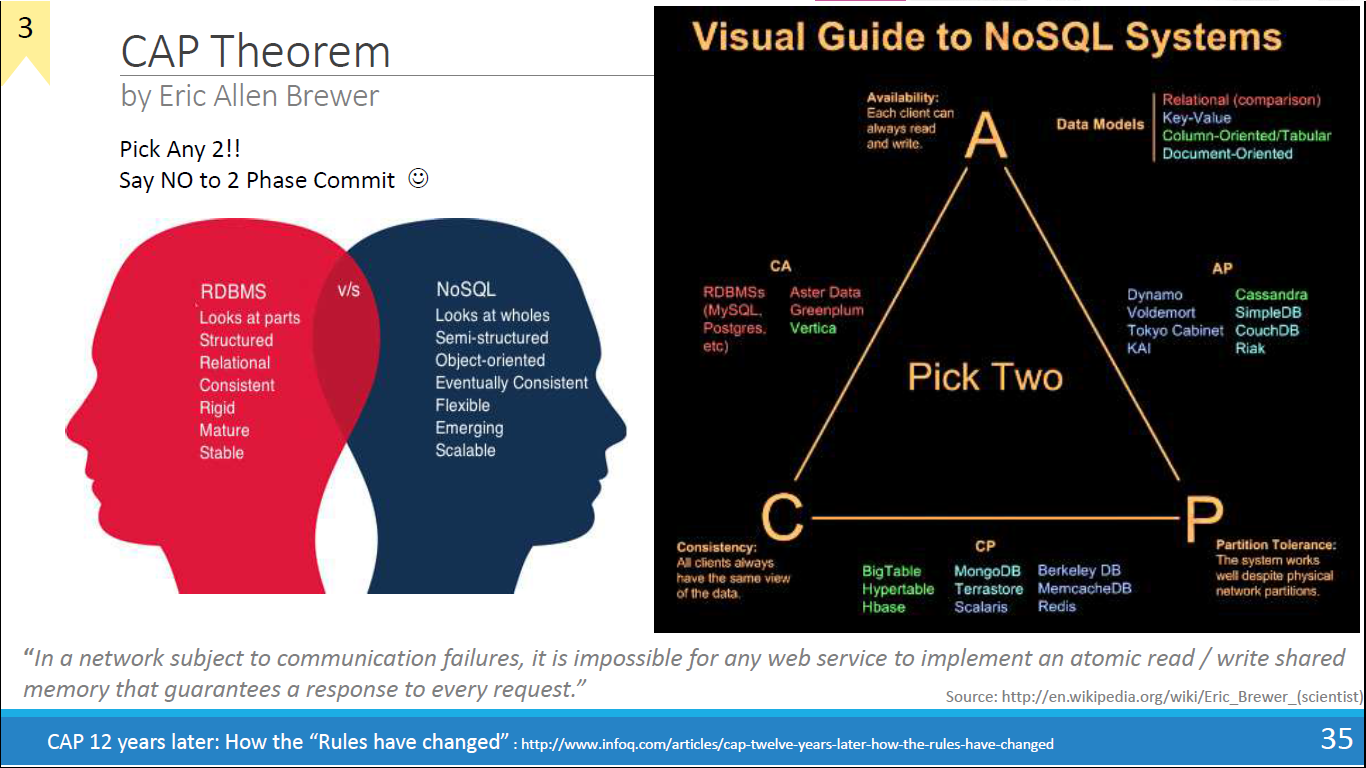 3
CAP Theorem
by Eric Allen Brewer
Pick Any 2!!
Say NO to 2 Phase Commit ☺
RDBMS
Looks at parts
Structured
Relational
Consistent
Rigid
Mature
Stable
v/s
NoSQL
Looks at wholes
Semi-structured
Object-oriented
Eventually Consistent
Flexible
Emerging
Scalable
Visual Guide to NoSQL Systems
Availability:
Each client can
always read
and write.
A
Data Models
Relational (comparison)
Key-Value
Column-Oriented/Tabular
Document-Oriented
CA
RDBMSs
(MySQL,
Postgres,
etc)
Aster Data
Greenplum
Vertica
AP
Dynamo
Voldemort
Tokyo Cabinet
KAI
Cassandra
SimpleDB
CouchDB
Riak
Pick Two
C
Consistency:
All clients always
have the same view
of the data.
CP
BigTable
Hypertable
Hbase
MongoDB
Terrastore
Scalaris
Berkeley DB
MemcacheDB
Redis
P
Partition Tolerance:
The system works
well despite physical
network partitions.
“In a network subject to communication failures, it is impossible for any web service to implement an atomic read / write shared
memory that guarantees a response to every request.”
Source: http://en.wikipedia.org/wiki/Eric_Brewer_(scientist)
CAP 12 years later: How the “Rules have changed” : http://www.infoq.com/articles/cap-twelve-years-later-how-the-rules-have-changed
35